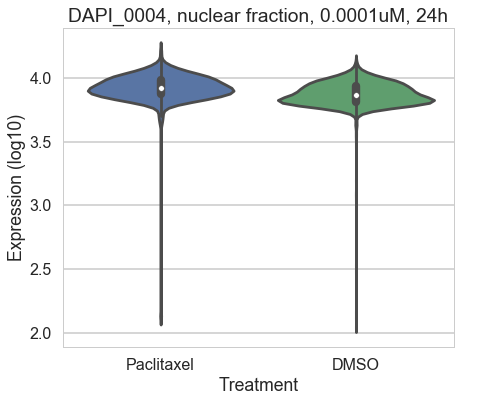 DAPI_0004, nuclear fraction, 0.0001uM, 24h
4.0
3.5
3.0
2.5
2.0
Expression (log10)
Paclitaxel DMSO
Treatment